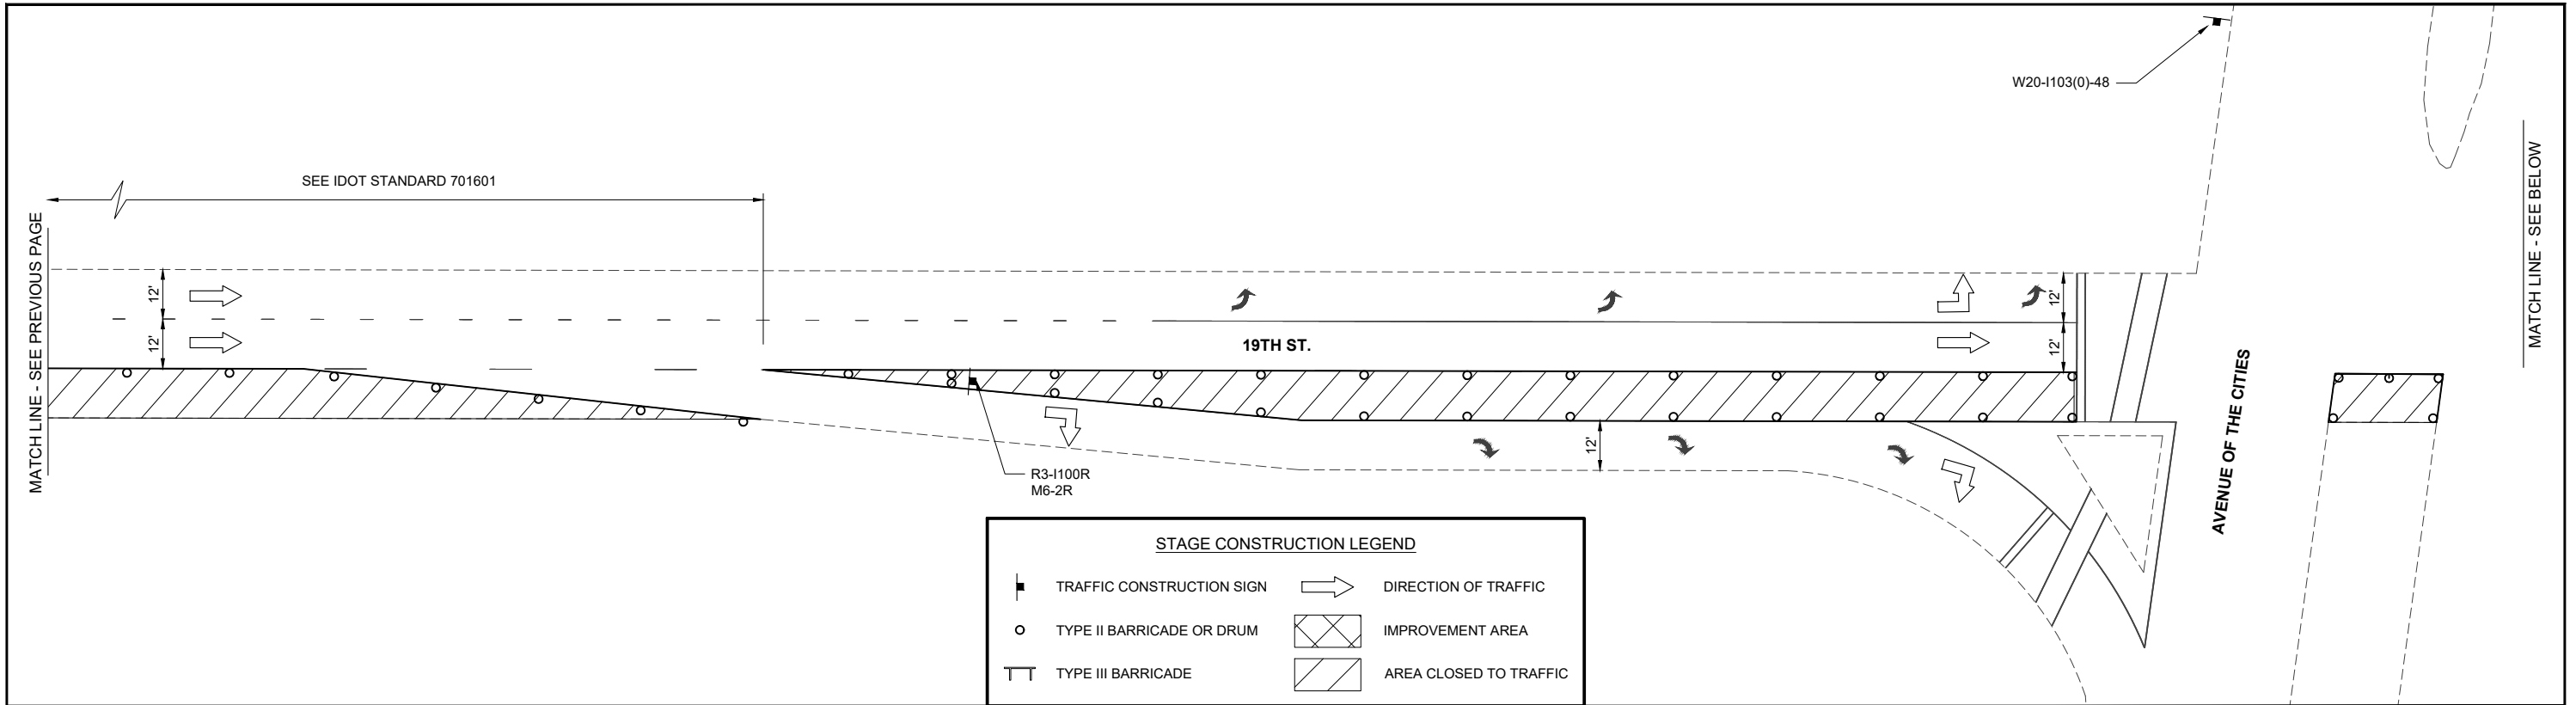 W20-I103(0)-48
SEE IDOT STANDARD 701601
MATCH LINE - SEE PREVIOUS PAGE
MATCH LINE - SEE BELOW
12'
12'
12'
12'
19TH ST.
12'
AVENUE OF THE CITIES
R3-I100R
M6-2R
STAGE CONSTRUCTION LEGEND
TRAFFIC CONSTRUCTION SIGN
DIRECTION OF TRAFFIC
TYPE II BARRICADE OR DRUM
IMPROVEMENT AREA
TYPE III BARRICADE
AREA CLOSED TO TRAFFIC